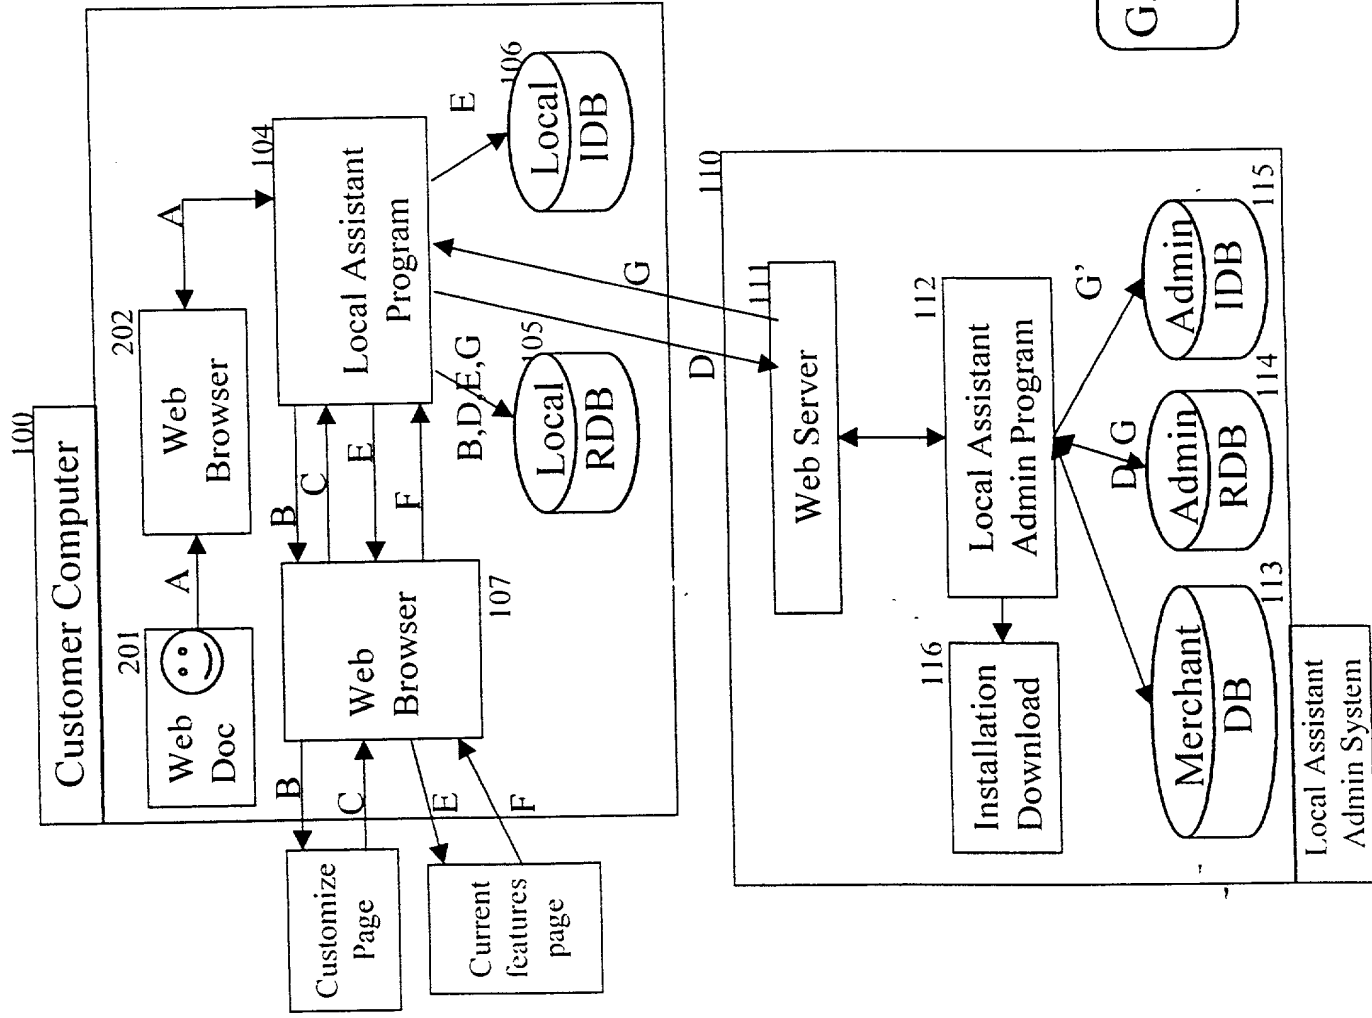 100
Customer Computer
201
Web
Doc
A
202
Web
Browser
A
104
Local Assistant
Program
B
C
E
F
107
Web
Browser
B
C
E
F
Customize
Page
Current
features
page
B,D,E,G
105
Local
RDB
E
106
Local
IDB
D
G
110
111
Web Server
112
Local Assistant
Admin Program
116
Installation
Download
G'
D,G
Merchant
DB
113
Admin
RDB
114
Admin
IDB
115
Local Assistant
Admin System